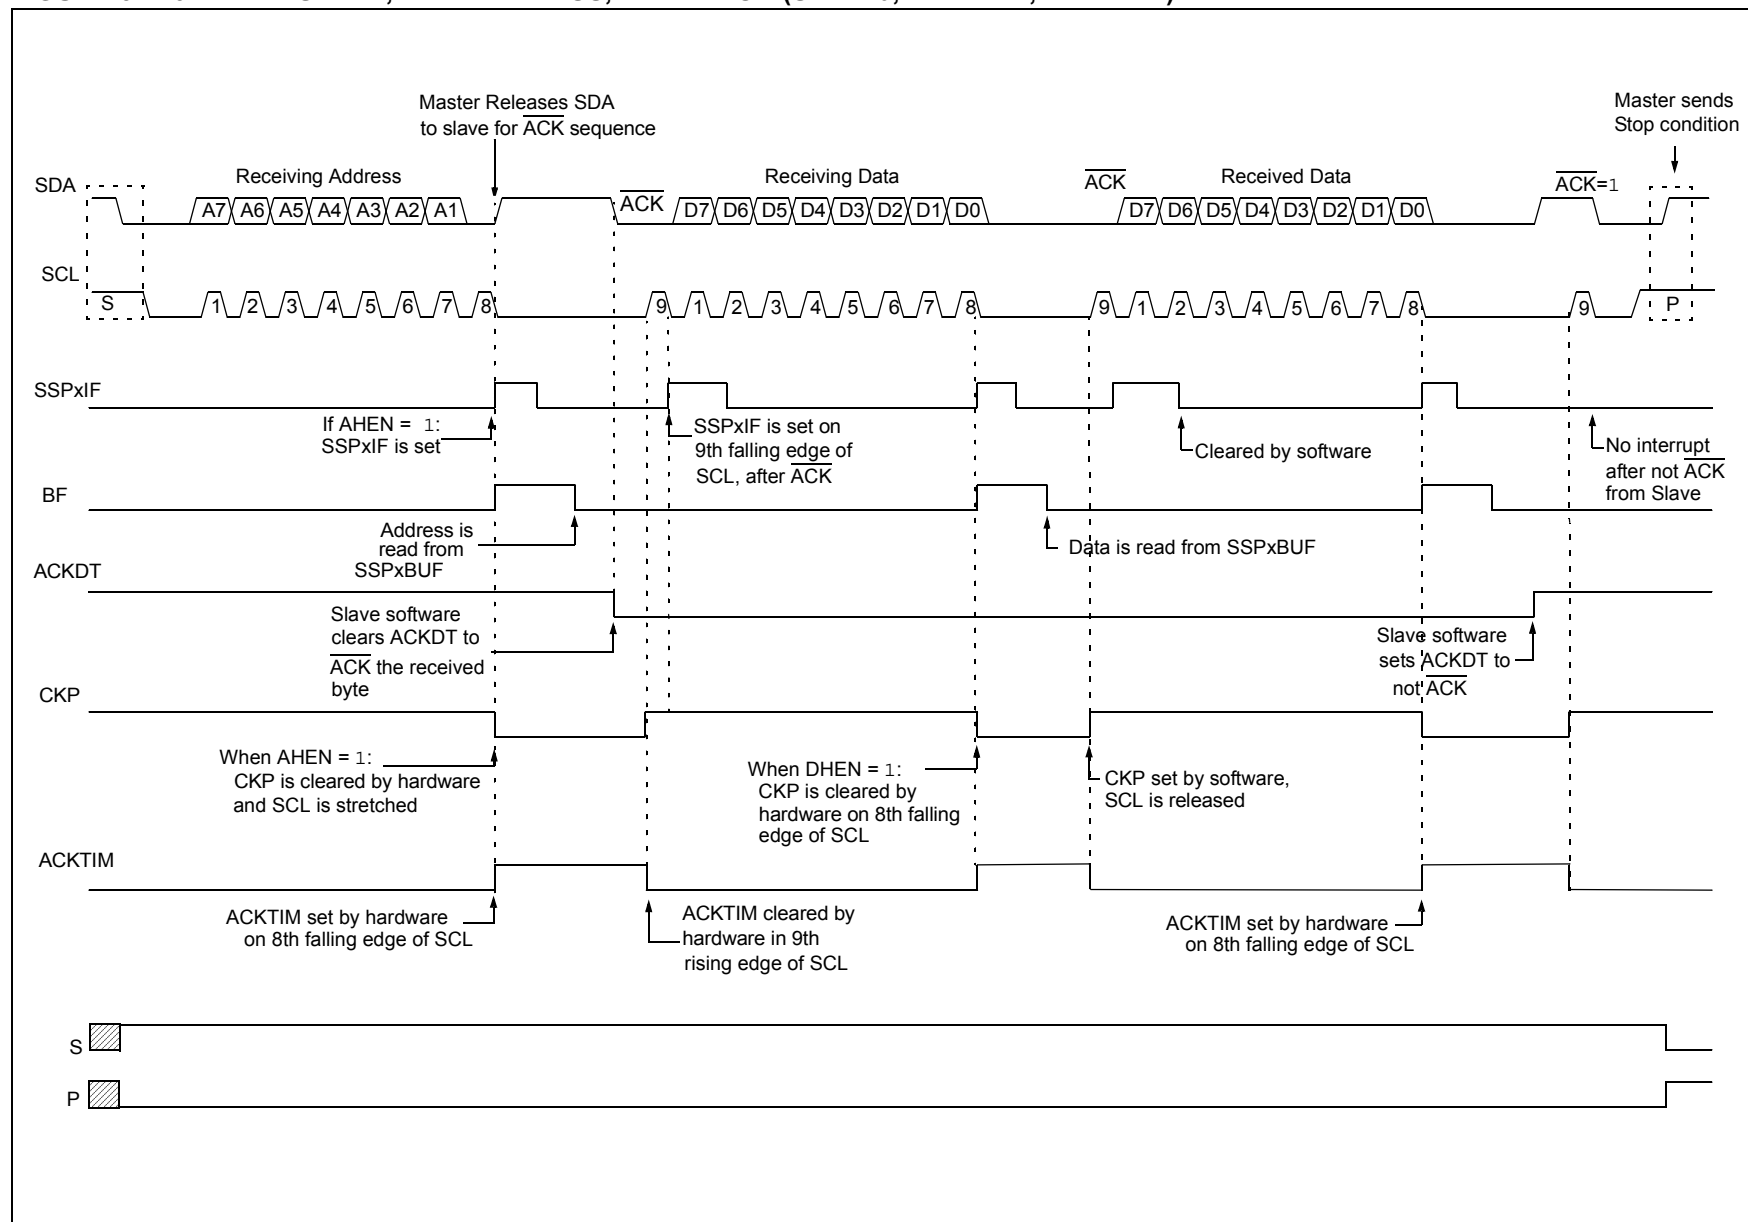 Master Releases SDA
to slave for ACK sequence
Master sends
Stop condition
SDA
Receiving Address
ACK
Receiving Data
ACK
Received Data
ACK=1
A7 A6 A5 A4 A3 A2 A1
D7 D6 D5 D4 D3 D2 D1 D0
D7 D6 D5 D4 D3 D2 D1 D0
SCL
S
1 2 3 4 5 6 7 8
9 1 2 3 4 5 6 7 8
9 1 2 3 4 5 6 7 8
9
P
SSPxIF
If AHEN = 1:
SSPxIF is set
SSPxIF is set on
9th falling edge of
SCL, after ACK
Cleared by software
No interrupt
after not ACK
from Slave
BF
Address is
read from
SSPxBUF
Data is read from SSPxBUF
ACKDT
Slave software
clears ACKDT to
ACK the received
byte
Slave software
sets ACKDT to
not ACK
CKP
When AHEN = 1:
CKP is cleared by hardware
and SCL is stretched
When DHEN = 1:
CKP is cleared by
hardware on 8th falling
edge of SCL
CKP set by software,
SCL is released
ACKTIM
ACKTIM set by hardware
on 8th falling edge of SCL
ACKTIM cleared by
hardware in 9th
rising edge of SCL
ACKTIM set by hardware
on 8th falling edge of SCL
S
P